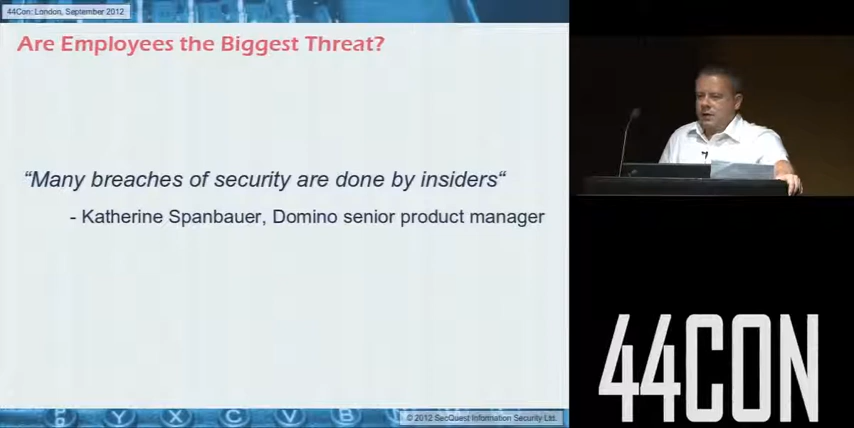 44Con: London, September 2012
Are Employees the Biggest Threat?
“Many breaches of security are done by insiders“
- Katherine Spanbauer, Domino senior product manager
Y X C V B
© 2012 SecQuest Information Security Ltd.
44CON